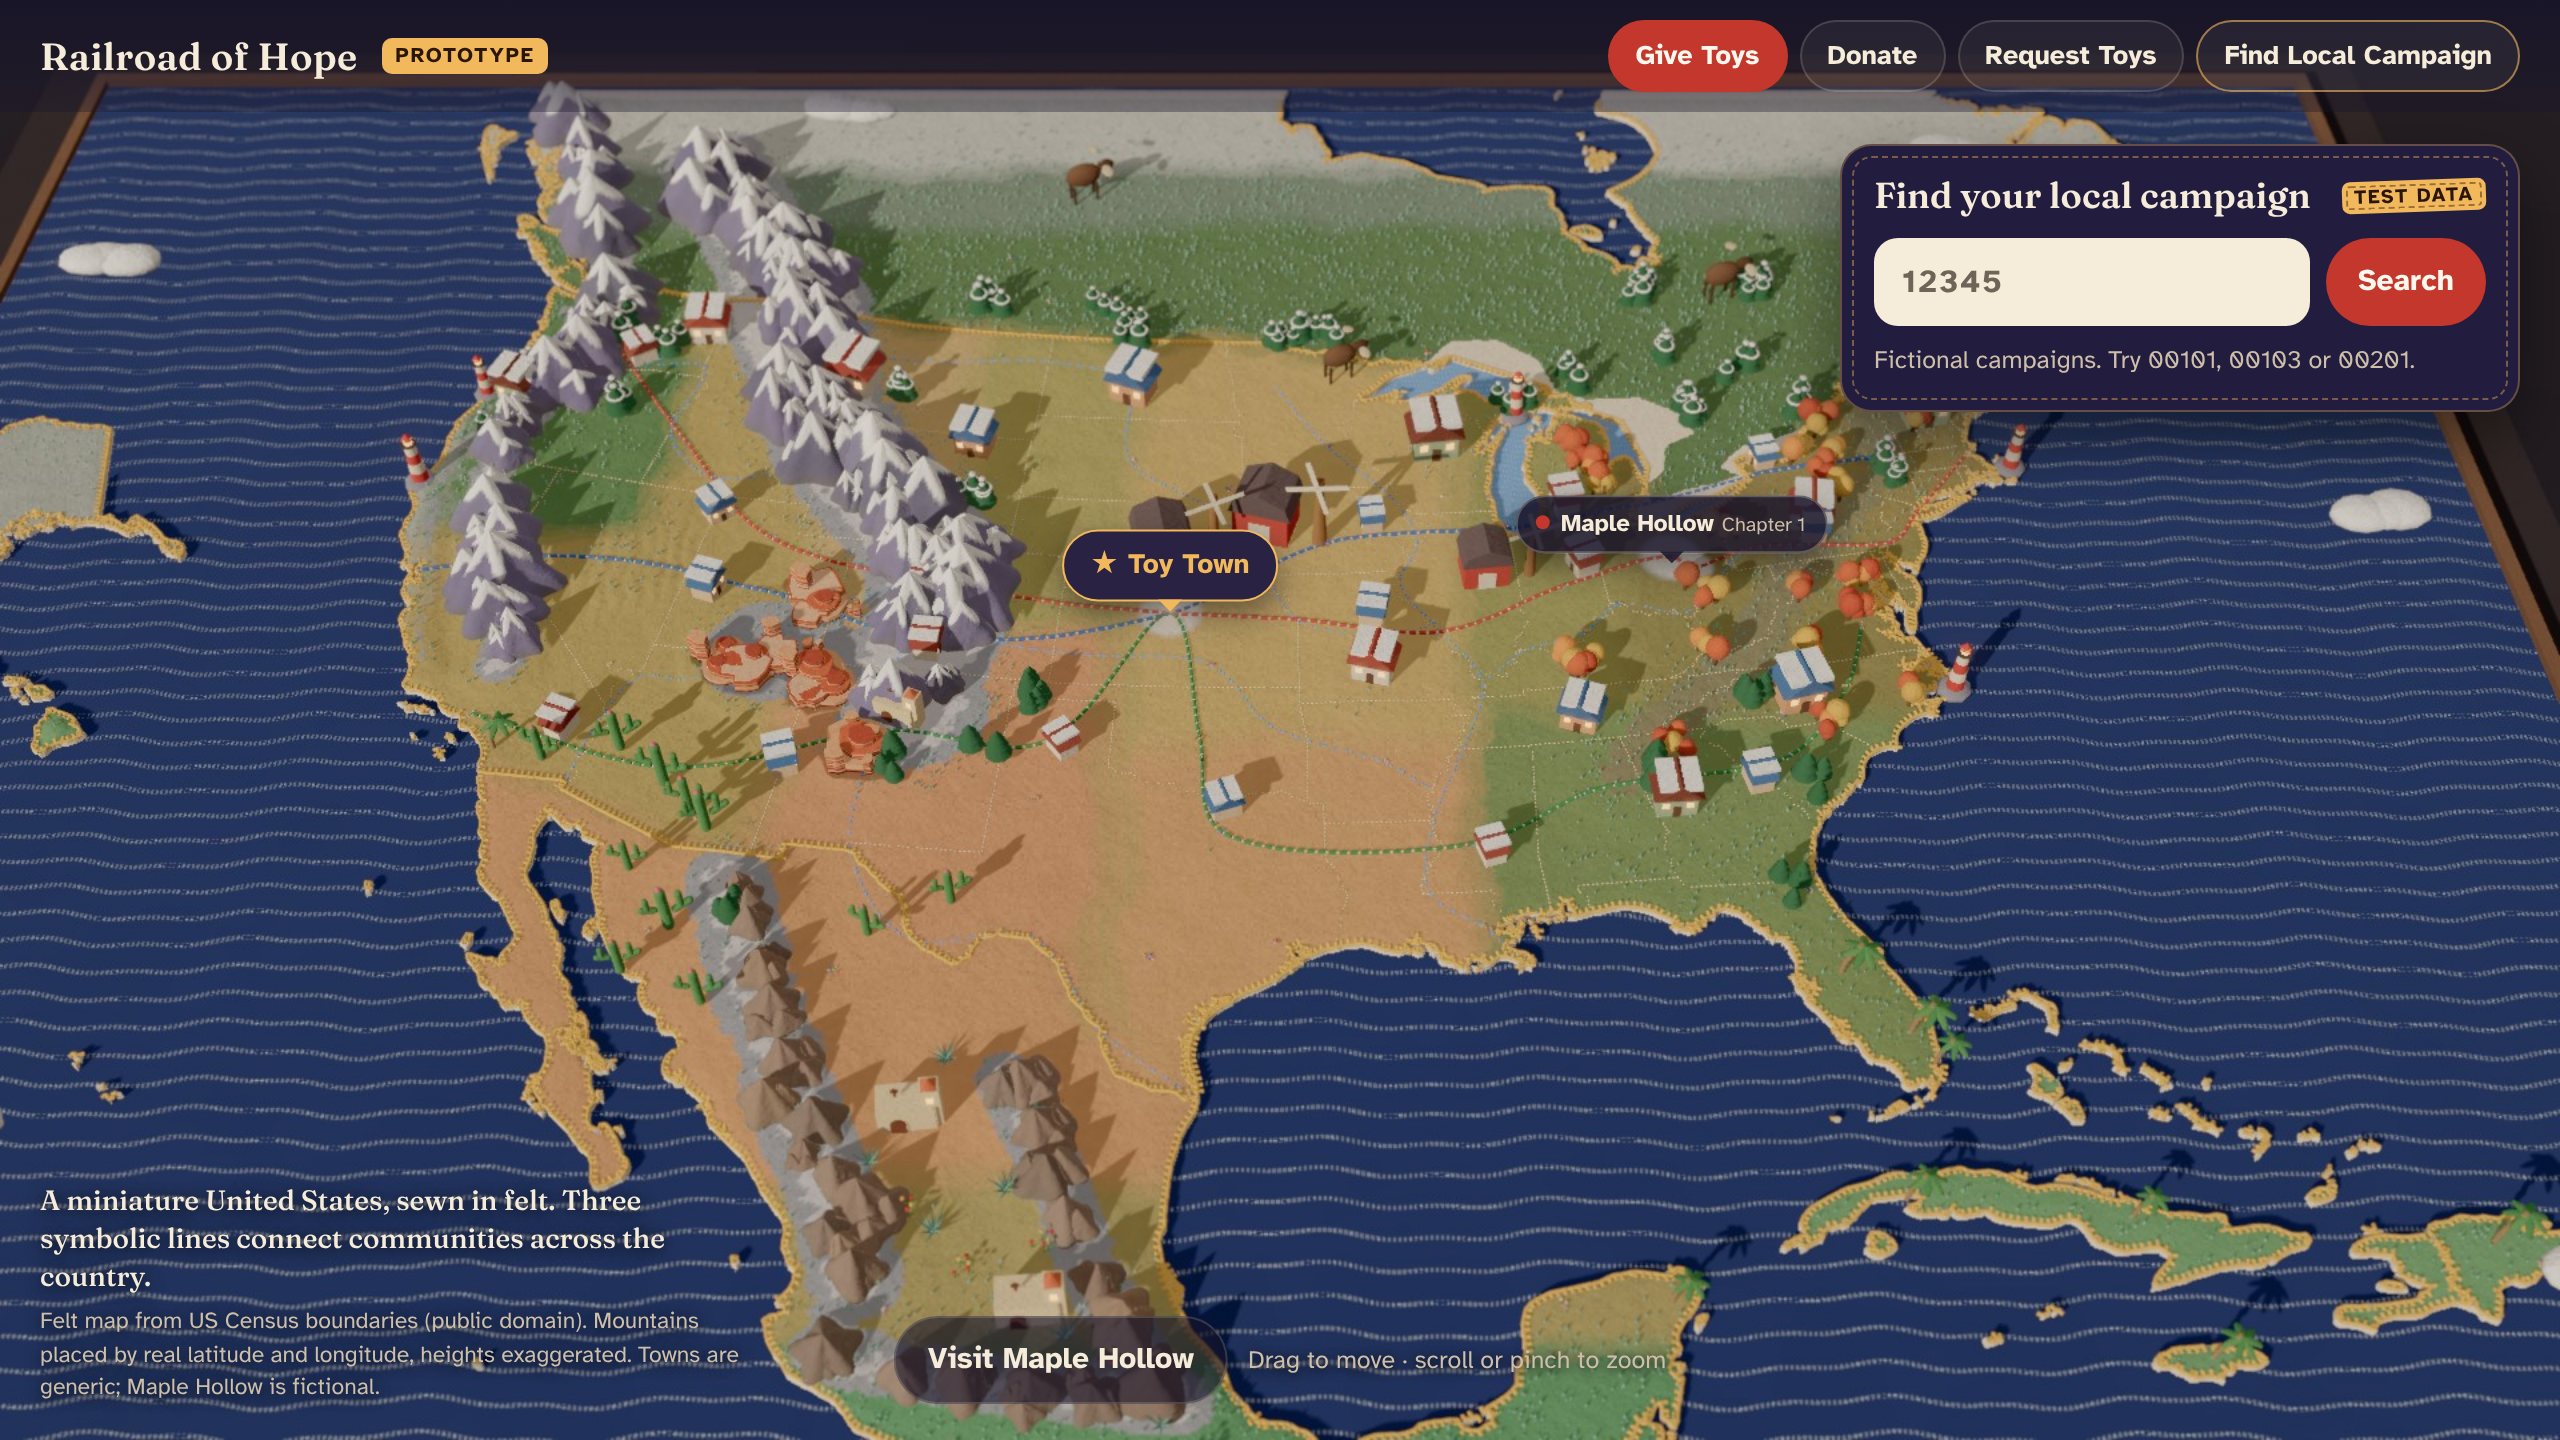 Railroad of Hope
PROTOTYPE
Give Toys
Donate
Request Toys
Find Local Campaign
Find your local campaign
TEST DATA
12345
Search
Fictional campaigns. Try 00101, 00103 or 00201.
Maple Hollow Chapter 1
★ Toy Town
A miniature United States, sewn in felt. Three
symbolic lines connect communities across the
country.
Felt map from US Census boundaries (public domain). Mountains
placed by real latitude and longitude, heights exaggerated. Towns are
generic; Maple Hollow is fictional.
Visit Maple Hollow
Drag to move · scroll or pinch to zoom